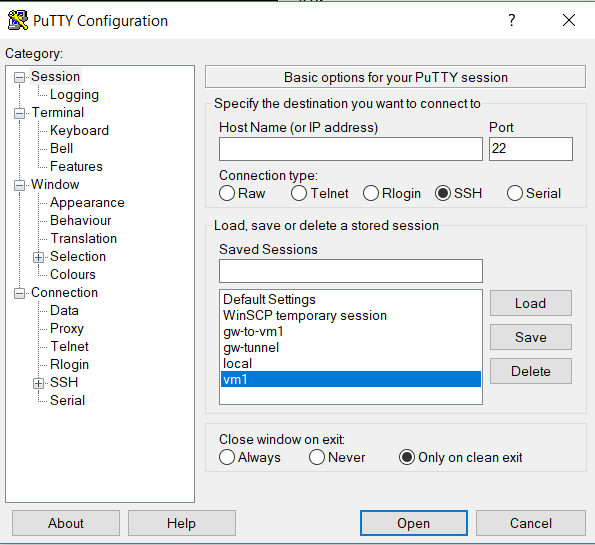 PuTTY Configuration
Category:
Session
Logging
Terminal
Keyboard
Bell
Features
Window
Appearance
Behaviour
Translation
Selection
Colours
Connection
Data
Proxy
Telnet
Rlogin
SSH
Serial
Basic options for your PuTTY session
Specify the destination you want to connect to
Host Name (or IP address) Port
22
Connection type:
Raw Telnet Rlogin SSH Serial
Load, save or delete a stored session
Saved Sessions
Default Settings
WinSCP temporary session
gw-to-vm1
gw-tunnel
local
vm1
Load
Save
Delete
Close window on exit:
Always Never Only on clean exit
About Help Open Cancel